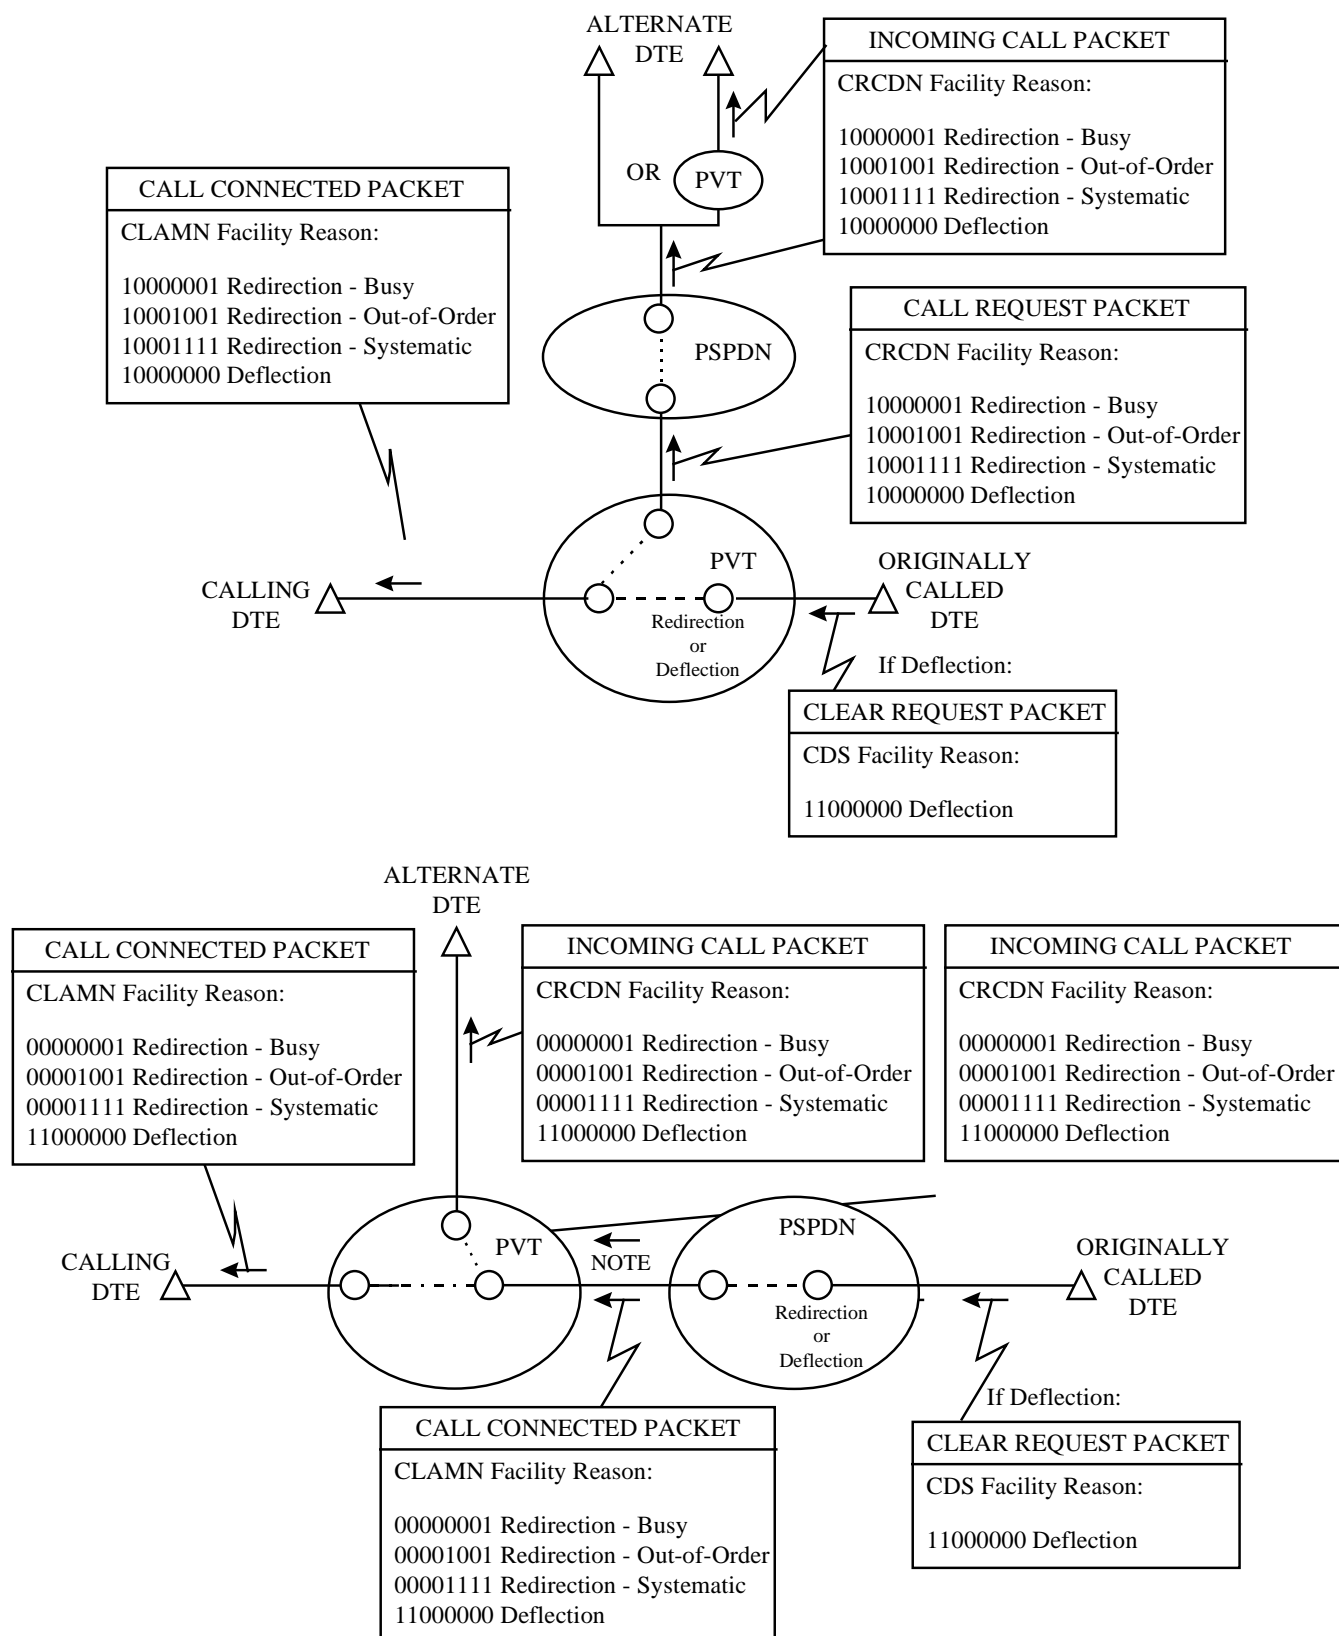 ALTERNATE
DTE
INCOMING CALL PACKET
CRCDN Facility Reason:
10000001 Redirection - Busy
10001001 Redirection - Out-of-Order
10001111 Redirection - Systematic
10000000 Deflection
OR
PVT
CALL CONNECTED PACKET
CLAMN Facility Reason:
10000001 Redirection - Busy
10001001 Redirection - Out-of-Order
10001111 Redirection - Systematic
10000000 Deflection
PSPDN
CALL REQUEST PACKET
CRCDN Facility Reason:
10000001 Redirection - Busy
10001001 Redirection - Out-of-Order
10001111 Redirection - Systematic
10000000 Deflection
CALLING
DTE
PVT
Redirection
or
Deflection
ORIGINALLY
CALLED
DTE
If Deflection:
CLEAR REQUEST PACKET
CDS Facility Reason:
11000000 Deflection
ALTERNATE
DTE
CALL CONNECTED PACKET
CLAMN Facility Reason:
00000001 Redirection - Busy
00001001 Redirection - Out-of-Order
00001111 Redirection - Systematic
11000000 Deflection
INCOMING CALL PACKET
CRCDN Facility Reason:
00000001 Redirection - Busy
00001001 Redirection - Out-of-Order
00001111 Redirection - Systematic
11000000 Deflection
INCOMING CALL PACKET
CRCDN Facility Reason:
00000001 Redirection - Busy
00001001 Redirection - Out-of-Order
00001111 Redirection - Systematic
11000000 Deflection
CALLING
DTE
PVT
NOTE
PSPDN
Redirection
or
Deflection
ORIGINALLY
CALLED
DTE
If Deflection:
CALL CONNECTED PACKET
CLAMN Facility Reason:
00000001 Redirection - Busy
00001001 Redirection - Out-of-Order
00001111 Redirection - Systematic
11000000 Deflection
CLEAR REQUEST PACKET
CDS Facility Reason:
11000000 Deflection